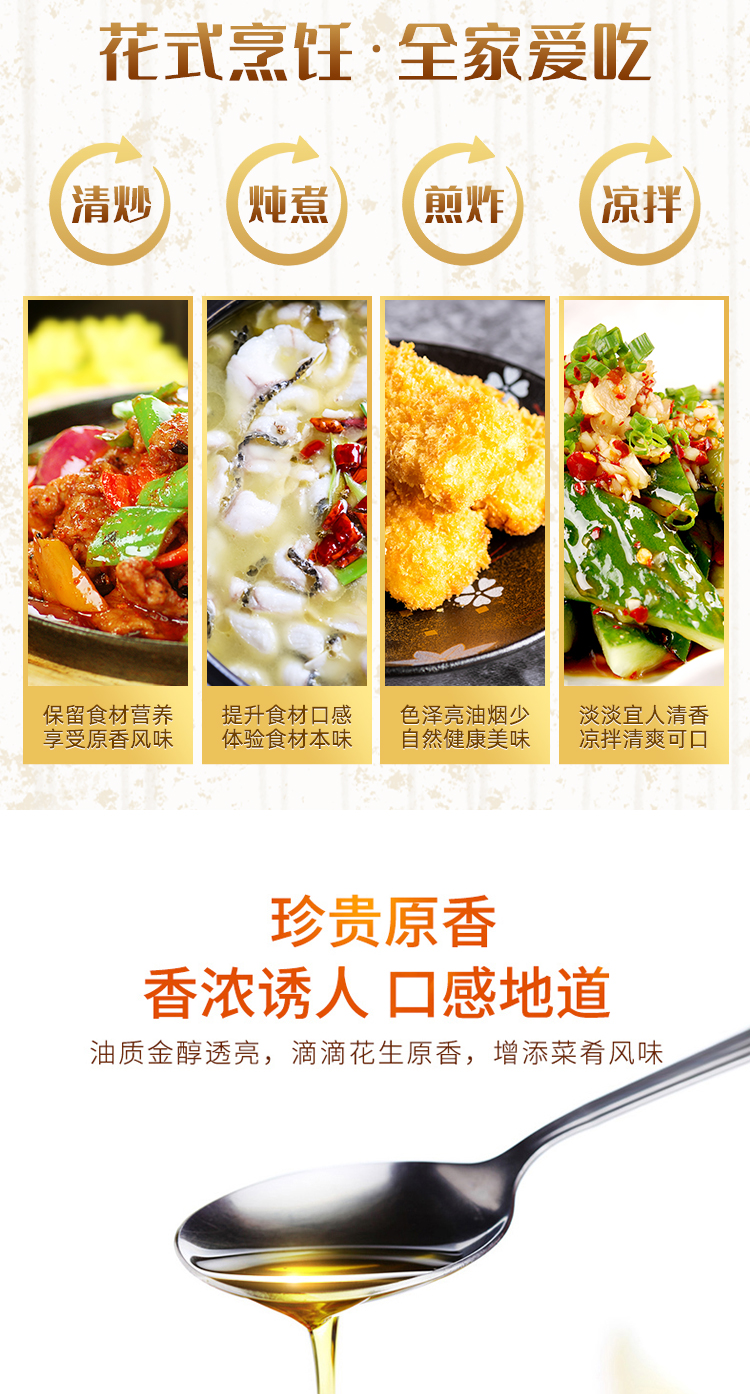 花式烹饪·全家爱吃
清炒
炖煮
煎炸
凉拌
保留食材营养
享受原香风味
提升食材口感
体验食材本味
色泽亮油烟少
自然健康美味
淡淡宜人清香
凉拌清爽可口
珍贵原香
香浓诱人 口感地道
油质金醇透亮，滴滴花生原香，增添菜肴风味